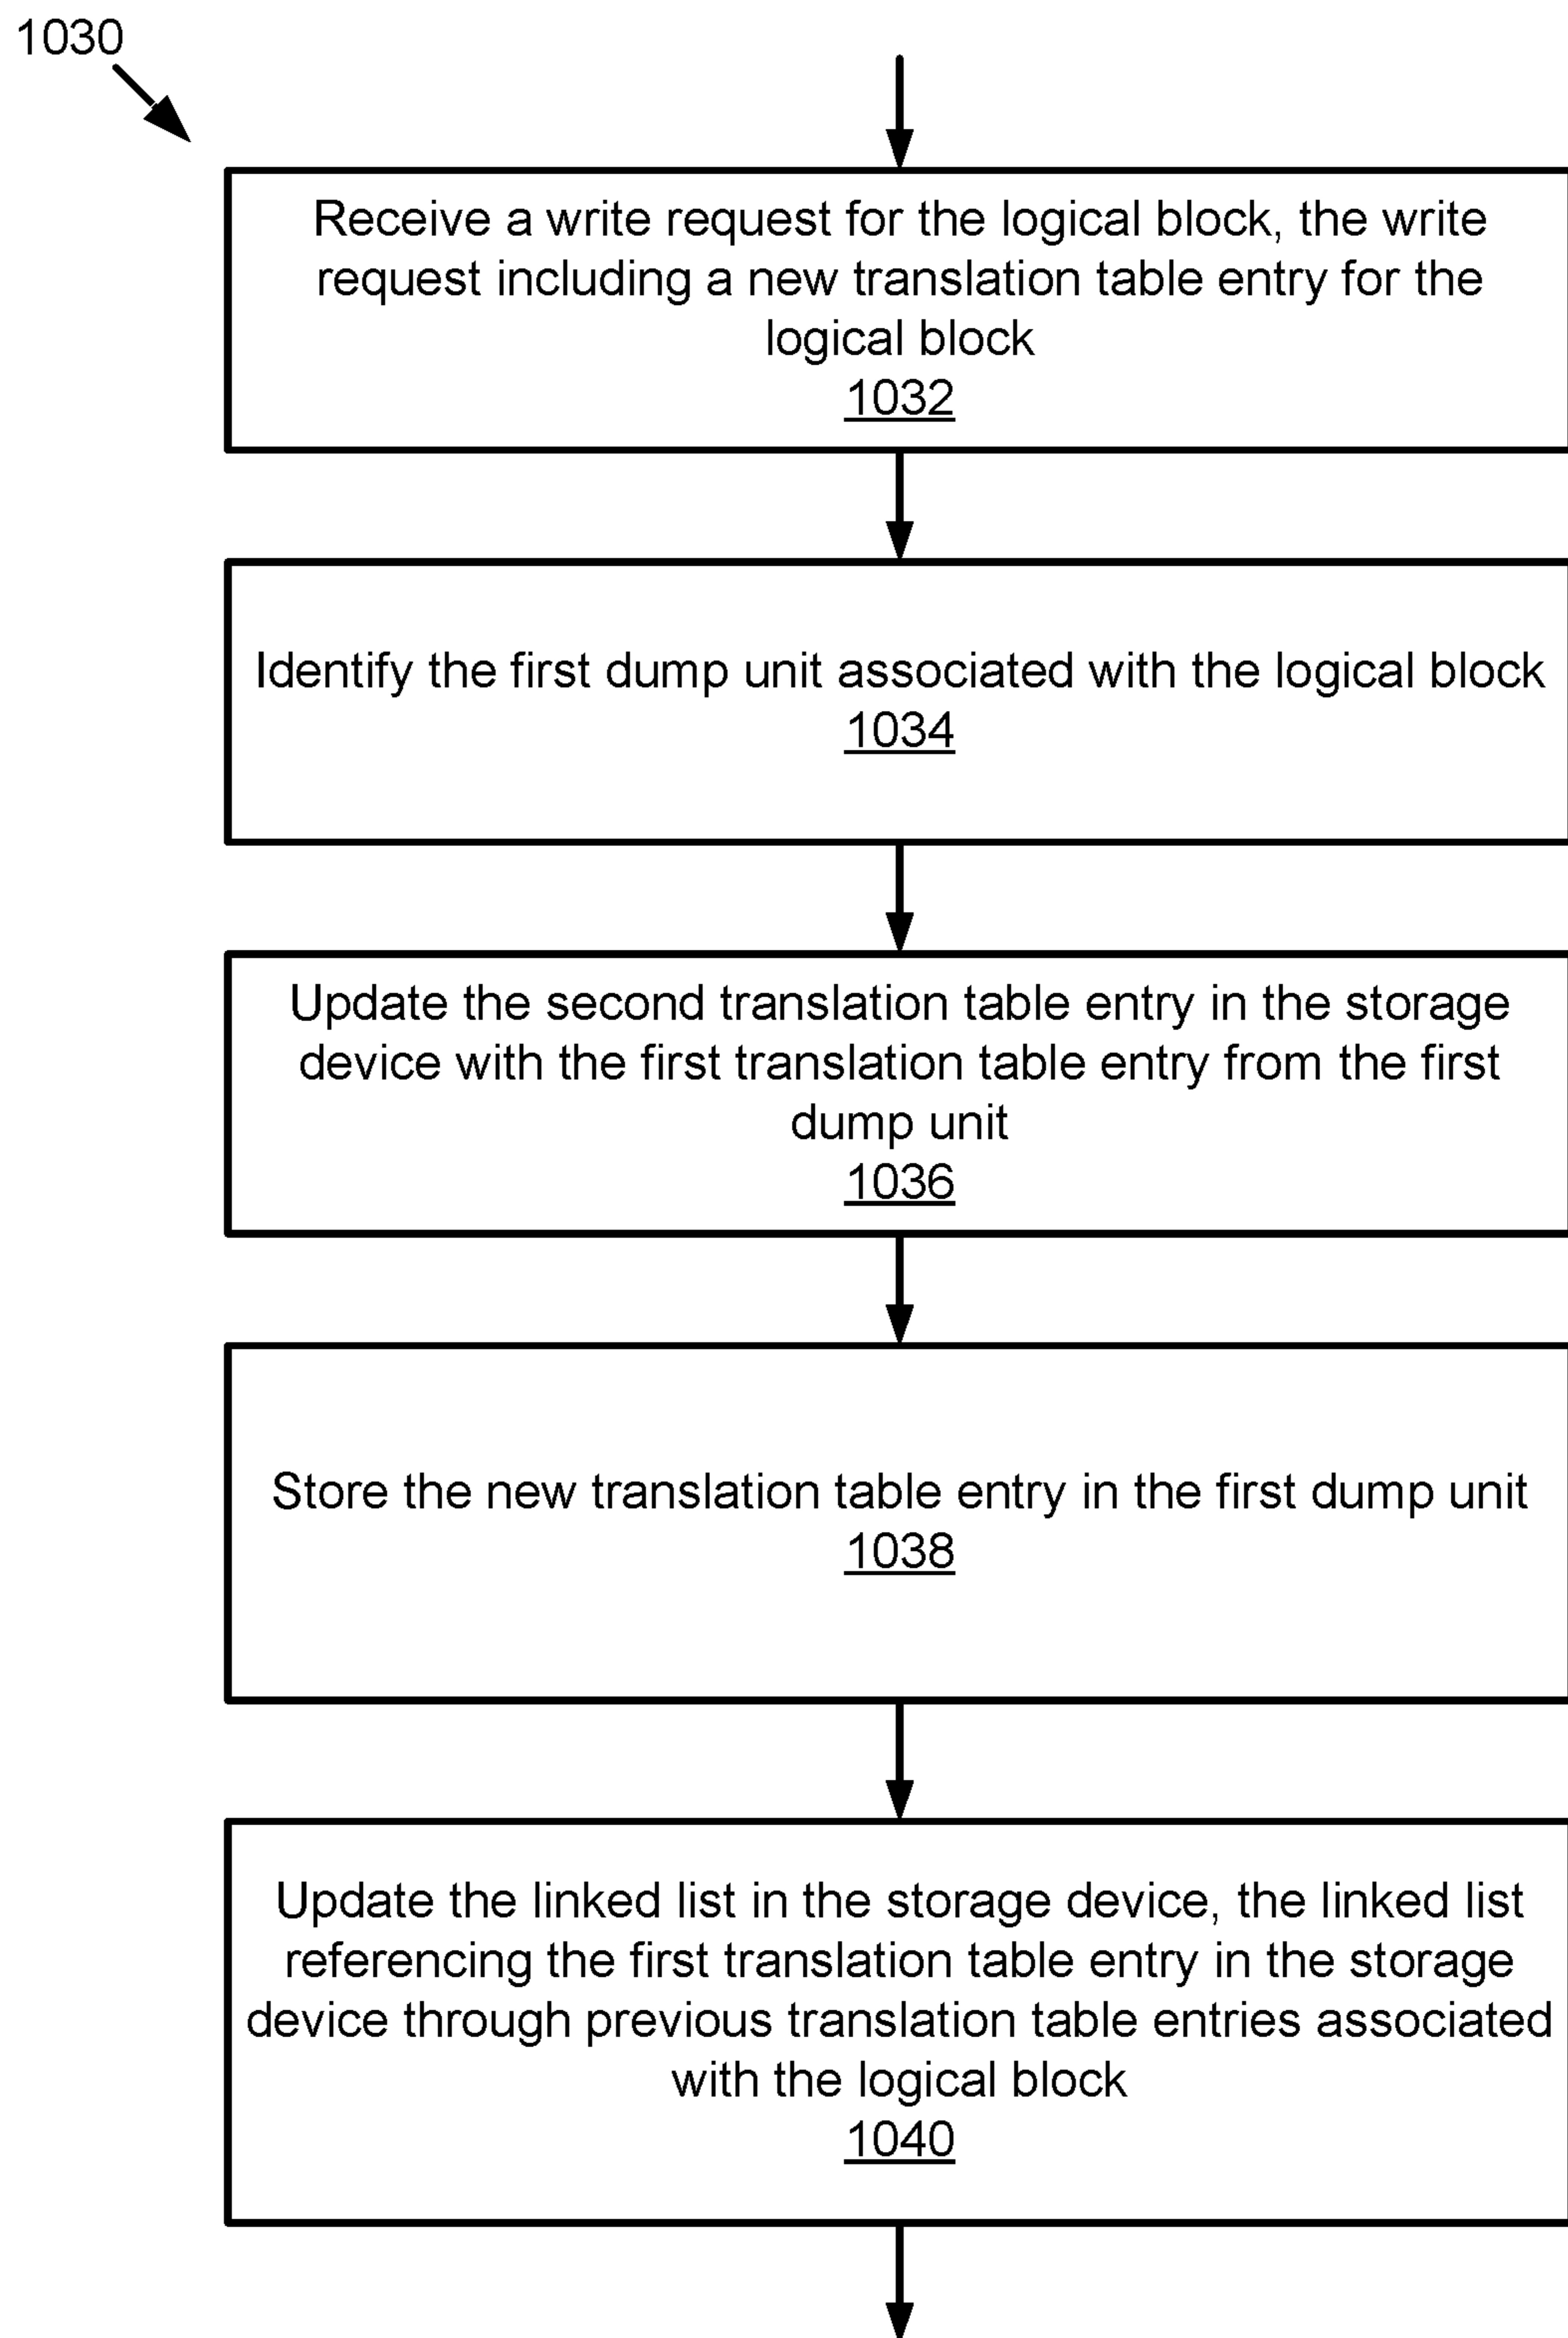 1030
Receive a write request for the logical block, the write
request including a new translation table entry for the
logical block
1032
Identify the first dump unit associated with the logical block
1034
Update the second translation table entry in the storage
device with the first translation table entry from the first
dump unit
1036
Store the new translation table entry in the first dump unit
1038
Update the linked list in the storage device, the linked list
referencing the first translation table entry in the storage
device through previous translation table entries associated
with the logical block
1040